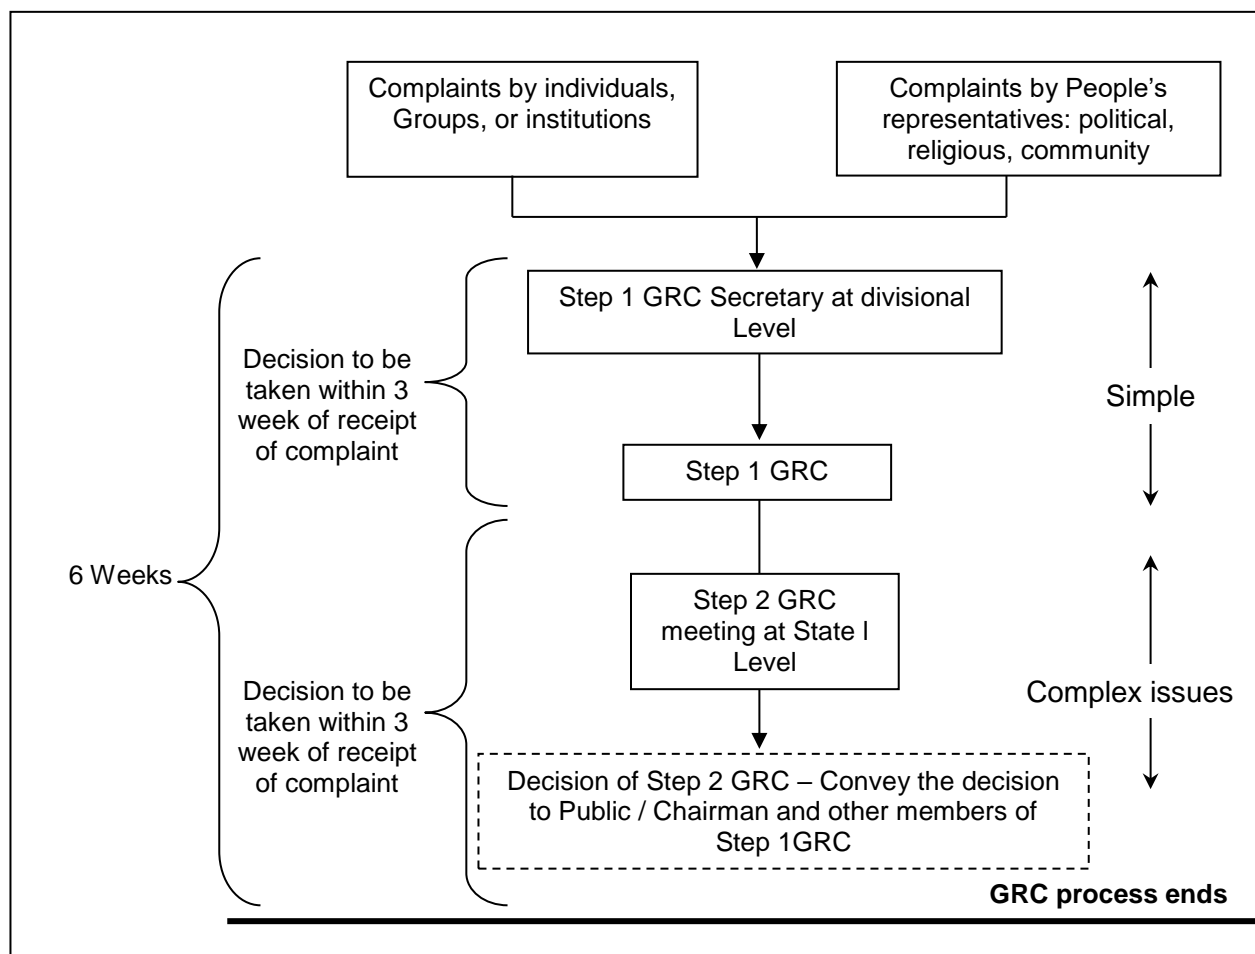 Complaints by individuals,
Groups, or institutions
Complaints by People’s
representatives: political,
religious, community
Step 1 GRC Secretary at divisional
Level
Decision to be
taken within 3
week of receipt
of complaint
Simple
Step 1 GRC
6 Weeks
Step 2 GRC
meeting at State l
Level
Decision to be
taken within 3
week of receipt
of complaint
Complex issues
Decision of Step 2 GRC – Convey the decision
to Public / Chairman and other members of
Step 1GRC
GRC process ends